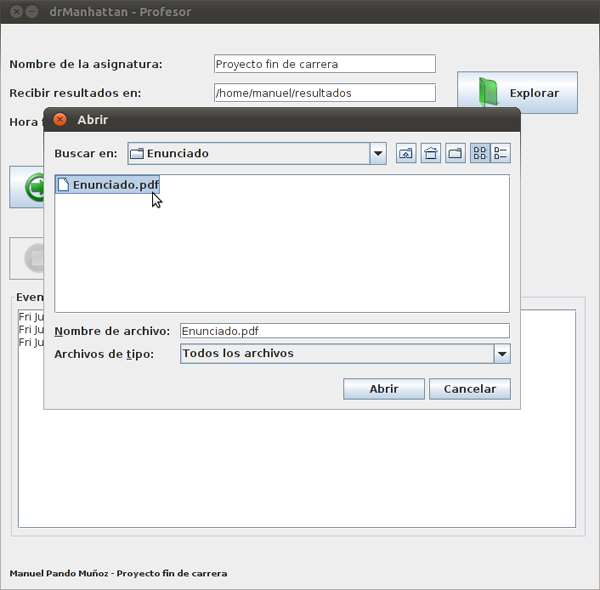 drManhattan - Profesor
Nombre de la asignatura: Proyecto fin de carrera
Recibir resultados en: /home/manuel/resultados
Explorar
Hora
Abrir
Buscar en: Enunciado
Enunciado.pdf
Nombre de archivo: Enunciado.pdf
Archivos de tipo: Todos los archivos
Abrir Cancelar
Even
Fri Ju
Fri Ju
Fri Ju
Manuel Pando Muñoz - Proyecto fin de carrera